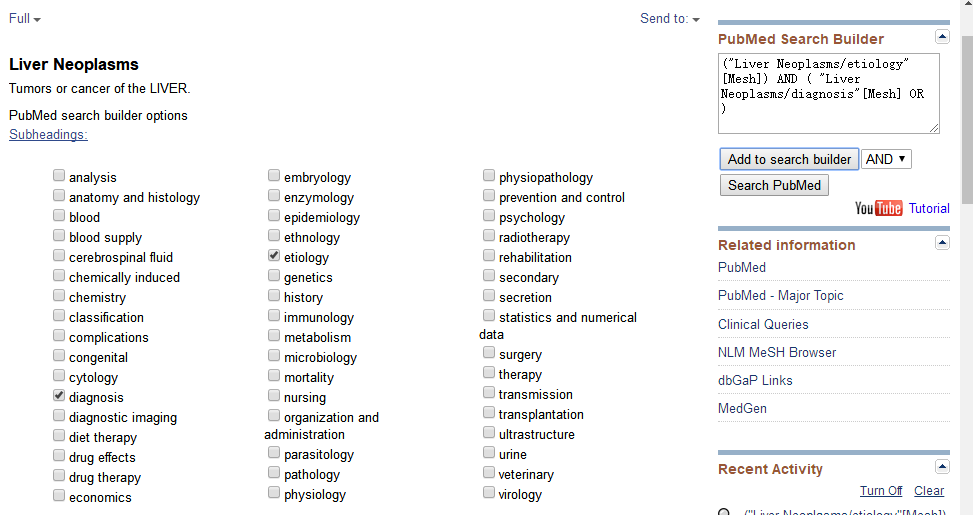 Full
Send to:
Liver Neoplasms
Tumors or cancer of the LIVER.
PubMed search builder options
Subheadings:
analysis
anatomy and histology
blood
blood supply
cerebrospinal fluid
chemically induced
chemistry
classification
complications
congenital
cytology
diagnosis
diagnostic imaging
diet therapy
drug effects
drug therapy
economics
embryology
enzymology
epidemiology
ethnology
etiology
genetics
history
immunology
metabolism
microbiology
mortality
nursing
organization and
administration
parasitology
pathology
physiology
physiopathology
prevention and control
psychology
radiotherapy
rehabilitation
secondary
secretion
statistics and numerical
data
surgery
therapy
transmission
transplantation
ultrastructure
urine
veterinary
virology
PubMed Search Builder
("Liver Neoplasms/etiology"
[Mesh]) AND ( "Liver
Neoplasms/diagnosis"[Mesh] OR
)
Add to search builder
AND
Search PubMed
YouTube Tutorial
Related information
PubMed
PubMed - Major Topic
Clinical Queries
NLM MeSH Browser
dbGaP Links
MedGen
Recent Activity
Turn Off Clear
("Liver Neoplasms/etiology"[Mesh])